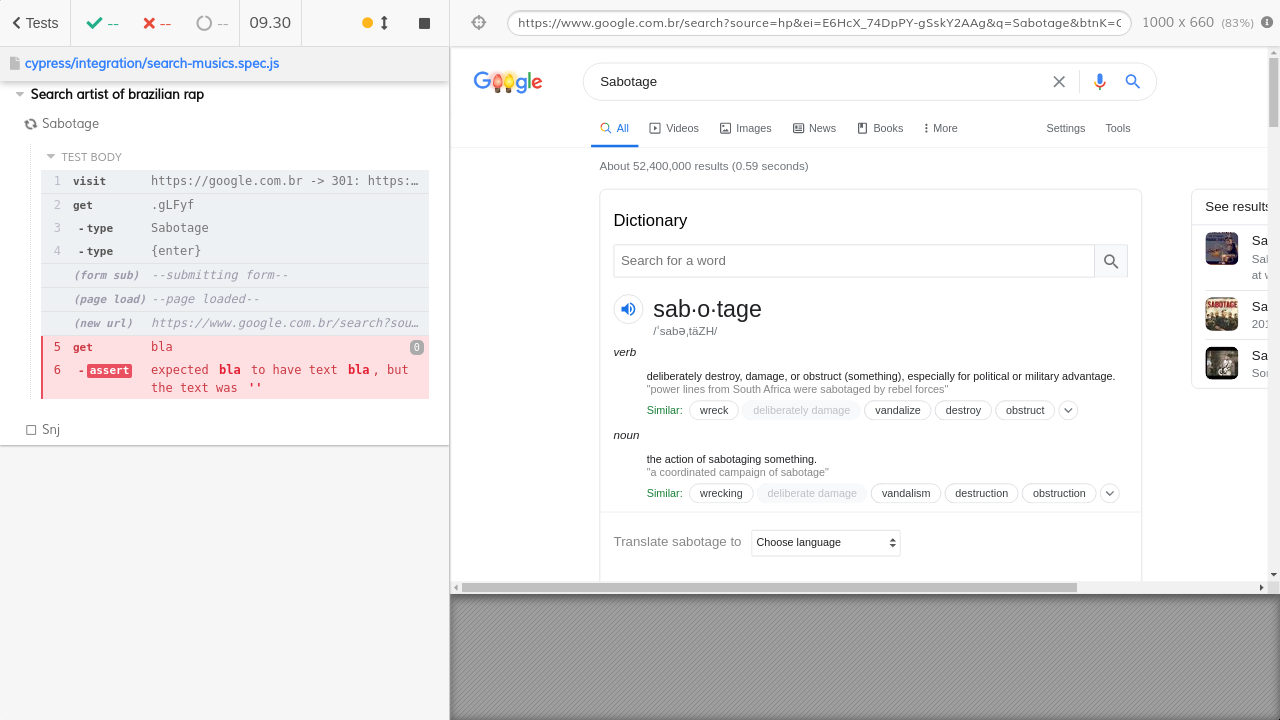 Tests
--
--
--
09.30
https://www.google.com.br/search?source=hp&ei=E6HcX_74DpPY-gSskY2AAg&q=Sabotage&btnK=
1000 x 660 (83%)
cypress/integration/search-musics.spec.js
Search artist of brazilian rap
Sabotage
TEST BODY
1 visit https://google.com.br -> 301: https:…
2 get .gLFyf
3 -type Sabotage
4 -type {enter}
(form sub) --submitting form--
(page load) --page loaded--
(new url) https://www.google.com.br/search?sou…
5 get bla 0
6 -assert expected bla to have text bla, but
the text was ''
Snj
Google
Sabotage
All Videos Images News Books More Settings Tools
About 52,400,000 results (0.59 seconds)
Dictionary
Search for a word
sab·o·tage
/ˈsabəˌtäZH/
verb
deliberately destroy, damage, or obstruct (something), especially for political or military advantage.
"power lines from South Africa were sabotaged by rebel forces"
Similar: wreck deliberately damage vandalize destroy obstruct
noun
the action of sabotaging something.
"a coordinated campaign of sabotage"
Similar: wrecking deliberate damage vandalism destruction obstruction
Translate sabotage to Choose language
See results
Sa
Sal
at w
SABOTAGE
Sa
201
Sa
Son